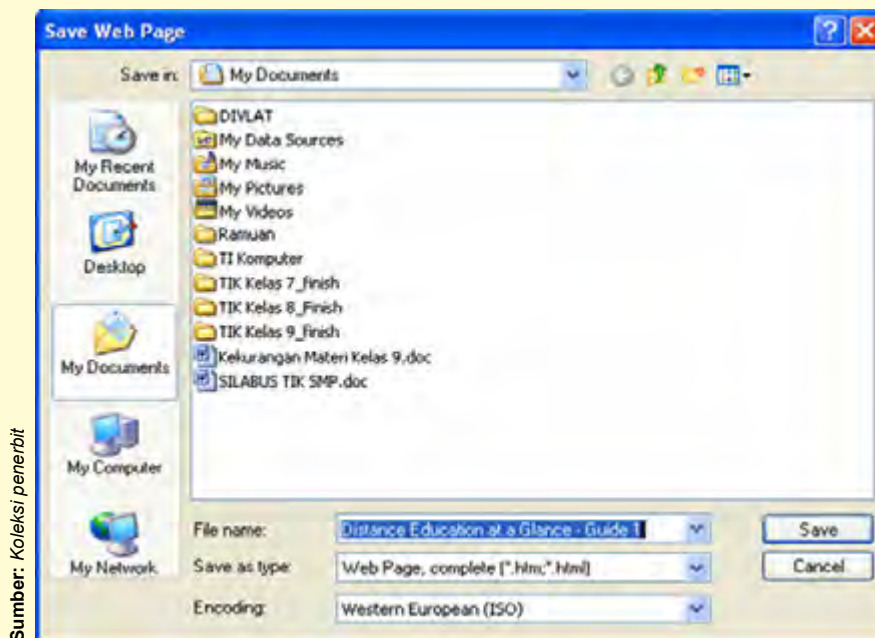 Save Web Page
Save in: My Documents
My Recent
Documents
Desktop
My Documents
My Computer
My Network
DIVLAT
My Data Sources
My Music
My Pictures
My Videos
Ramuan
TI Komputer
TIK Kelas 7_finish
TIK Kelas 8_Finish
TIK Kelas 9_finish
Kekurangan Materi Kelas 9.doc
SILABUS TIK SMP.doc
File name: Distance Education at a Glance - Guide 1
Save
Save as type: Web Page, complete (*.htm;*.html)
Cancel
Encoding: Western European (ISO)
Sumber: Koleksi penerbit